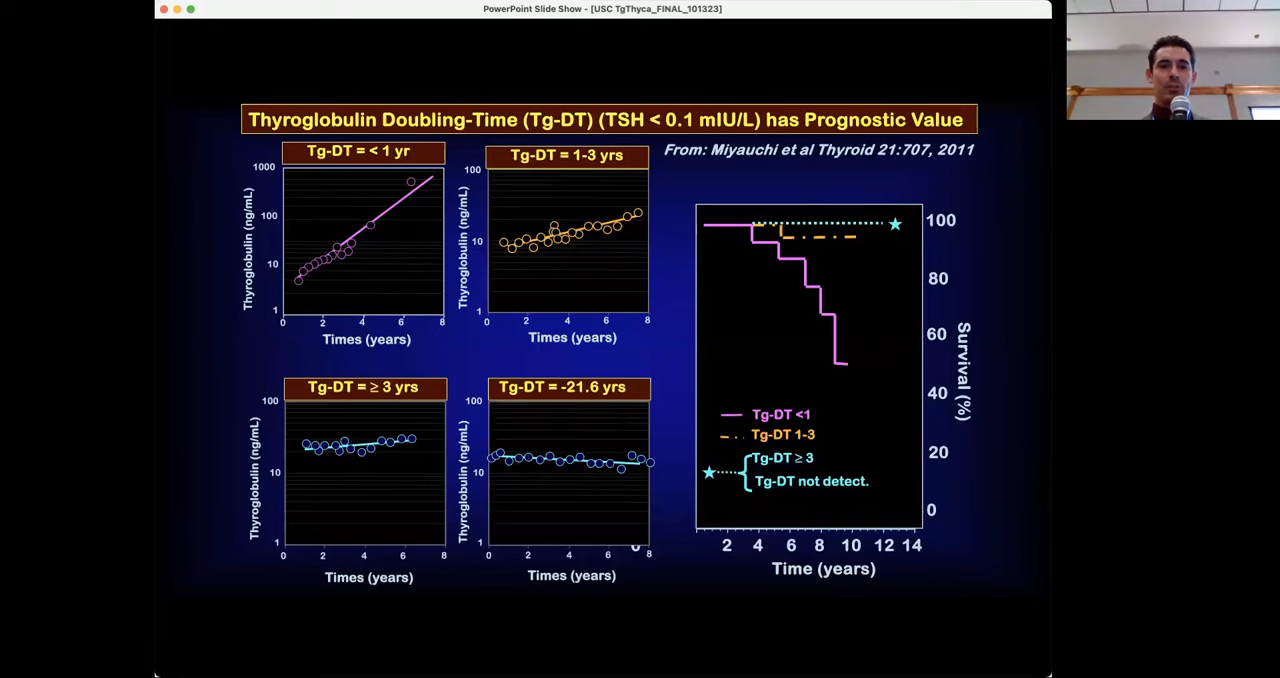 PowerPoint Slide Show - [USC TgThyca_FINAL_101323]
Thyroglobulin Doubling-Time (Tg-DT) (TSH < 0.1 mIU/L) has Prognostic Value
From: Miyauchi et al Thyroid 21:707, 2011
Tg-DT = < 1 yr
Thyroglobulin (ng/mL)
1000
100
10
1
0 2 4 6 8
Times (years)
Tg-DT = 1-3 yrs
Thyroglobulin (ng/mL)
100
10
1
0 2 4 6 8
Times (years)
Tg-DT = ≥ 3 yrs
Thyroglobulin (ng/mL)
100
10
1
0 2 4 6 8
Times (years)
Tg-DT = -21.6 yrs
Thyroglobulin (ng/mL)
100
10
1
0 2 4 6 8
Times (years)
100
80
60
40
20
0
Survival (%)
Tg-DT <1
Tg-DT 1-3
Tg-DT ≥ 3
Tg-DT not detect.
0 2 4 6 8 10 12 14
Time (years)